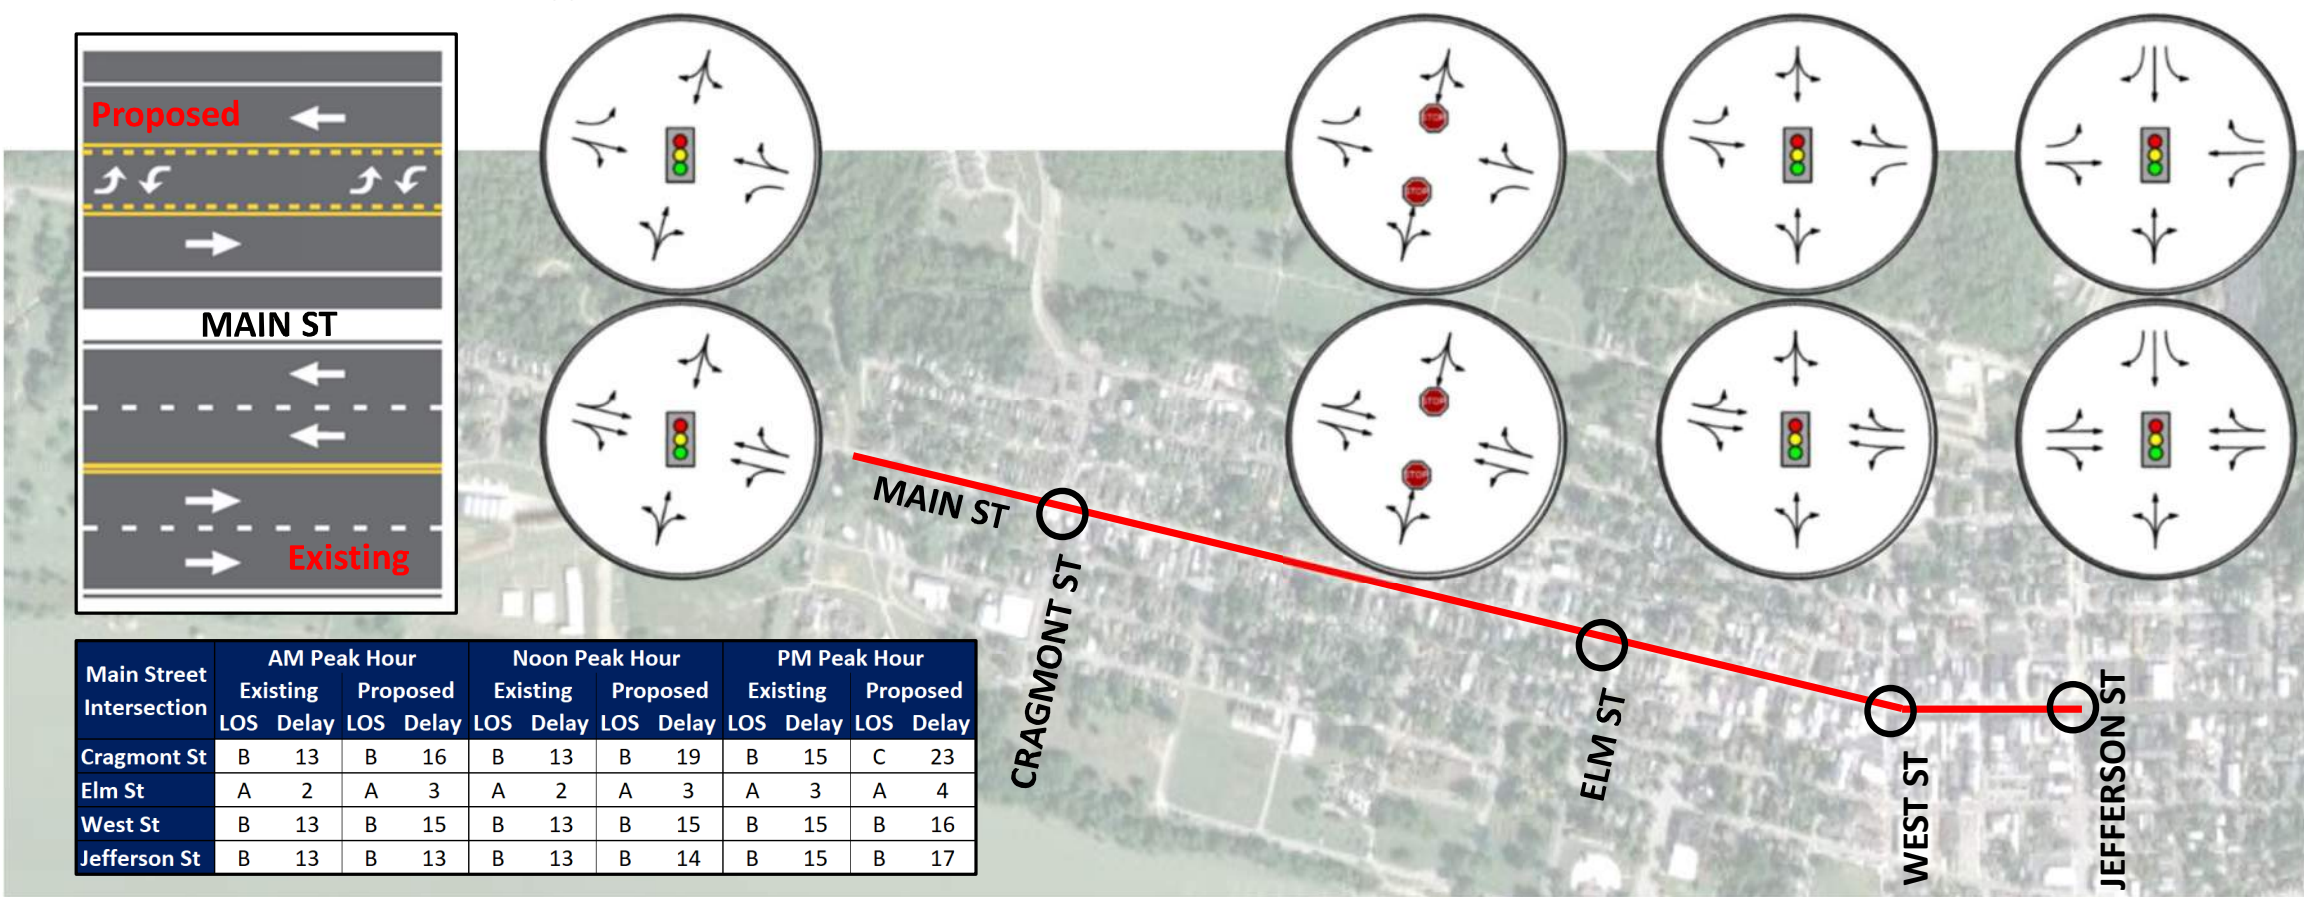 Proposed
MAIN ST
Existing
STOP
STOP
STOP
STOP
MAIN ST
CRAGMONT ST
ELM ST
WEST ST
JEFFERSON ST
Main Street Intersection AM Peak Hour Noon Peak Hour PM Peak Hour
Existing Proposed Existing Proposed Existing Proposed
LOS Delay LOS Delay LOS Delay LOS Delay LOS Delay LOS Delay
Cragmont St B 13 B 16 B 13 B 19 B 15 C 23
Elm St A 2 A 3 A 2 A 3 A 3 A 4
West St B 13 B 15 B 13 B 15 B 15 B 16
Jefferson St B 13 B 13 B 13 B 14 B 15 B 17